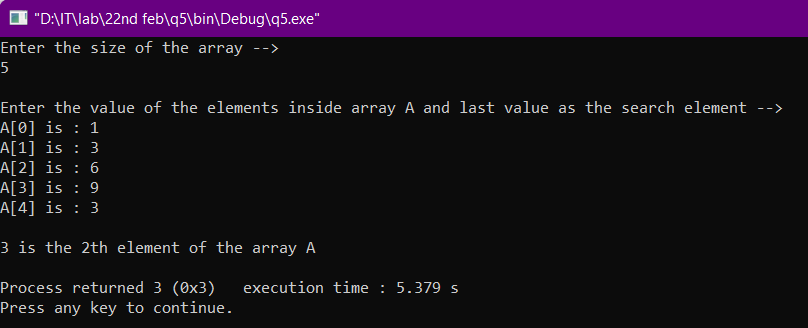 "D:\IT\lab\22nd feb\q5\bin\Debug\q5.exe"
Enter the size of the array -->
5
Enter the value of the elements inside array A and last value as the search element -->
A[0] is : 1
A[1] is : 3
A[2] is : 6
A[3] is : 9
A[4] is : 3
3 is the 2th element of the array A
Process returned 3 (0x3)   execution time : 5.379 s
Press any key to continue.